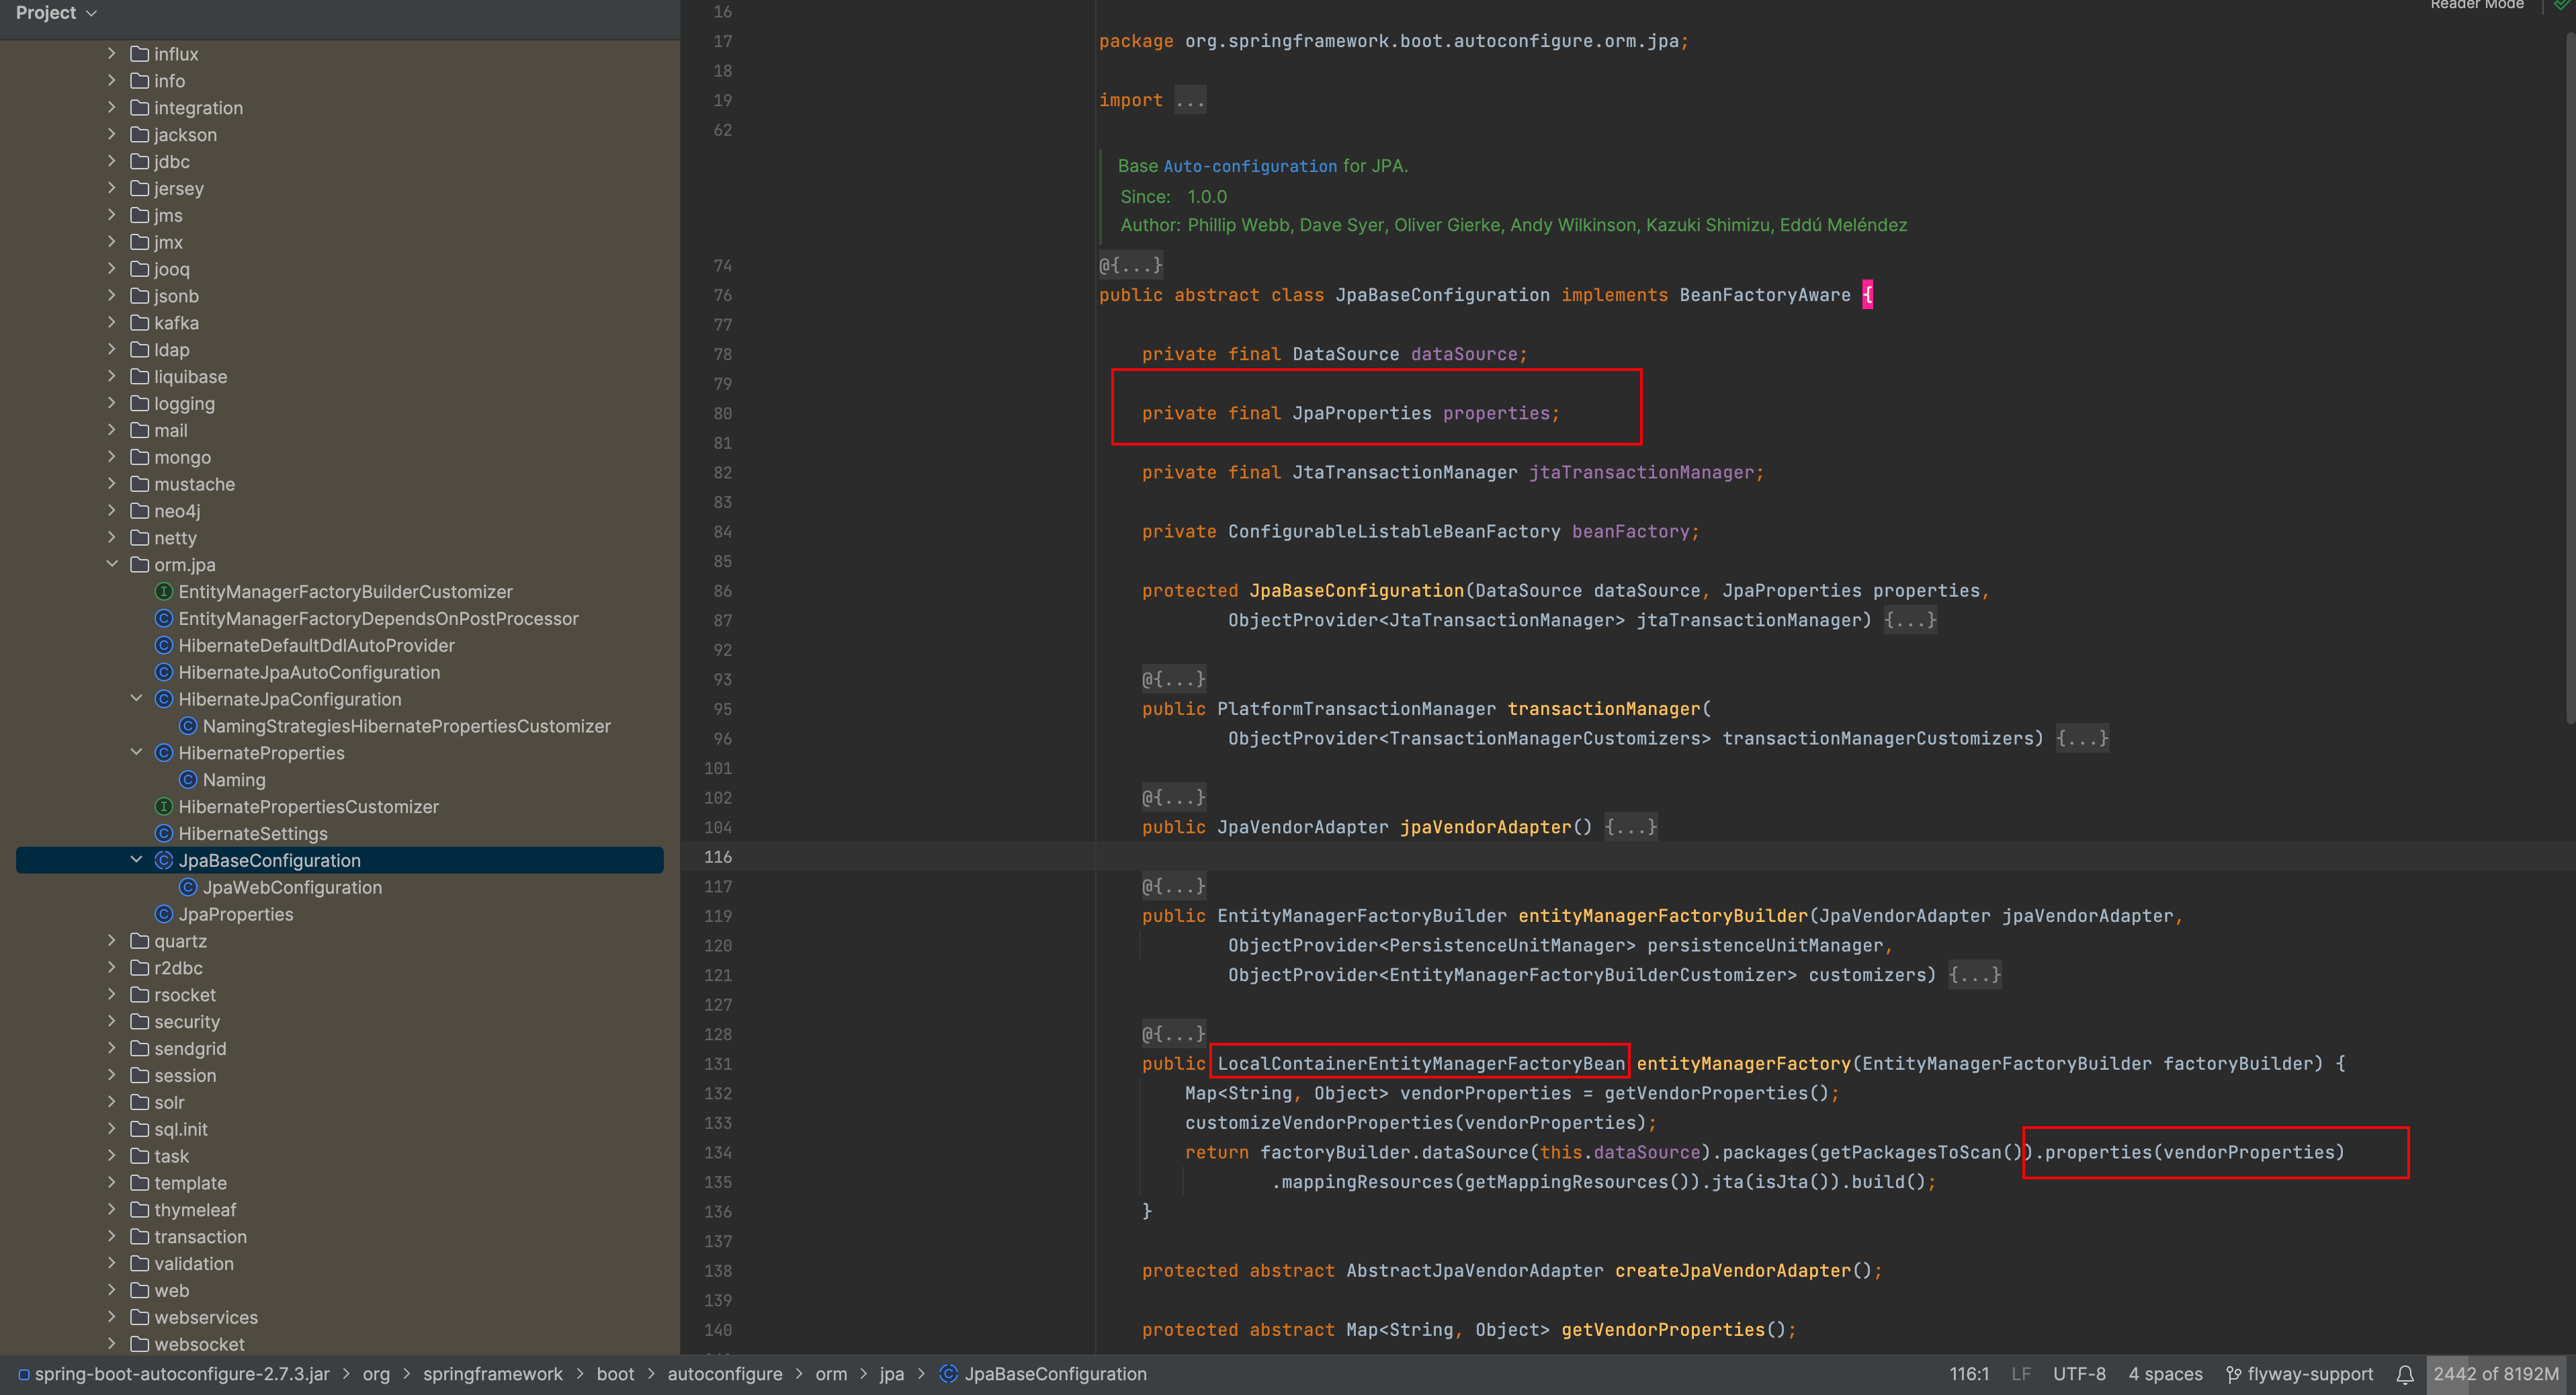 Project
influx
info
integration
jackson
jdbc
jersey
jms
jmx
jooq
jsonb
kafka
ldap
liquibase
logging
mail
mongo
mustache
neo4j
netty
orm.jpa
EntityManagerFactoryBuilderCustomizer
EntityManagerFactoryDependsOnPostProcessor
HibernateDefaultDdlAutoProvider
HibernateJpaAutoConfiguration
HibernateJpaConfiguration
NamingStrategiesHibernatePropertiesCustomizer
HibernateProperties
Naming
HibernatePropertiesCustomizer
HibernateSettings
JpaBaseConfiguration
JpaWebConfiguration
JpaProperties
quartz
r2dbc
rsocket
security
sendgrid
session
solr
sql.init
task
template
thymeleaf
transaction
validation
web
webservices
websocket
Reader Mode
16
17 package org.springframework.boot.autoconfigure.orm.jpa;
18
19 import ...
62
Base Auto-configuration for JPA.
Since: 1.0.0
Author: Phillip Webb, Dave Syer, Oliver Gierke, Andy Wilkinson, Kazuki Shimizu, Eddú Meléndez
74 @{...}
76 public abstract class JpaBaseConfiguration implements BeanFactoryAware {
77
78 private final DataSource dataSource;
79
80 private final JpaProperties properties;
81
82 private final JtaTransactionManager jtaTransactionManager;
83
84 private ConfigurableListableBeanFactory beanFactory;
85
86 protected JpaBaseConfiguration(DataSource dataSource, JpaProperties properties,
87 ObjectProvider<JtaTransactionManager> jtaTransactionManager) {...}
92
93 @{...}
95 public PlatformTransactionManager transactionManager(
96 ObjectProvider<TransactionManagerCustomizers> transactionManagerCustomizers) {...}
101
102 @{...}
104 public JpaVendorAdapter jpaVendorAdapter() {...}
116
117 @{...}
119 public EntityManagerFactoryBuilder entityManagerFactoryBuilder(JpaVendorAdapter jpaVendorAdapter,
120 ObjectProvider<PersistenceUnitManager> persistenceUnitManager,
121 ObjectProvider<EntityManagerFactoryBuilderCustomizer> customizers) {...}
127
128 @{...}
131 public LocalContainerEntityManagerFactoryBean entityManagerFactory(EntityManagerFactoryBuilder factoryBuilder) {
132 Map<String, Object> vendorProperties = getVendorProperties();
133 customizeVendorProperties(vendorProperties);
134 return factoryBuilder.dataSource(this.dataSource).packages(getPackagesToScan()).properties(vendorProperties)
135 .mappingResources(getMappingResources()).jta(isJta()).build();
136 }
137
138 protected abstract AbstractJpaVendorAdapter createJpaVendorAdapter();
139
140 protected abstract Map<String, Object> getVendorProperties();
spring-boot-autoconfigure-2.7.3.jar > org > springframework > boot > autoconfigure > orm > jpa > JpaBaseConfiguration
116:1 LF UTF-8 4 spaces flyway-support 2442 of 8192M